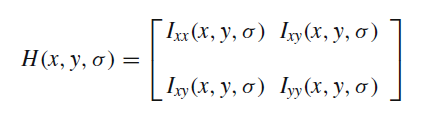 H(x, y, σ) = [ Ixx(x, y, σ) Ixy(x, y, σ)
Ixy(x, y, σ) Iyy(x, y, σ) ]